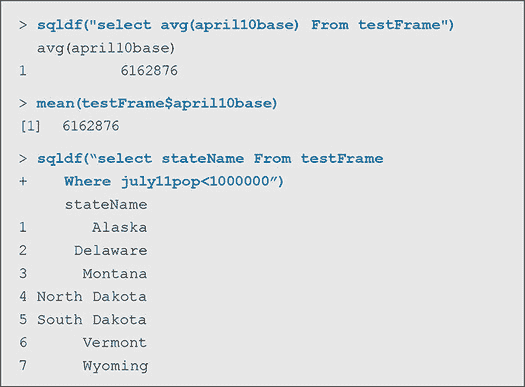 > sqldf("select avg(april10base) From testFrame")
  avg(april10base)
1          6162876
> mean(testFrame$april10base)
[1]  6162876
> sqldf(“select stateName From testFrame
+    Where july11pop<1000000”)
     stateName
1       Alaska
2     Delaware
3      Montana
4 North Dakota
5 South Dakota
6      Vermont
7      Wyoming